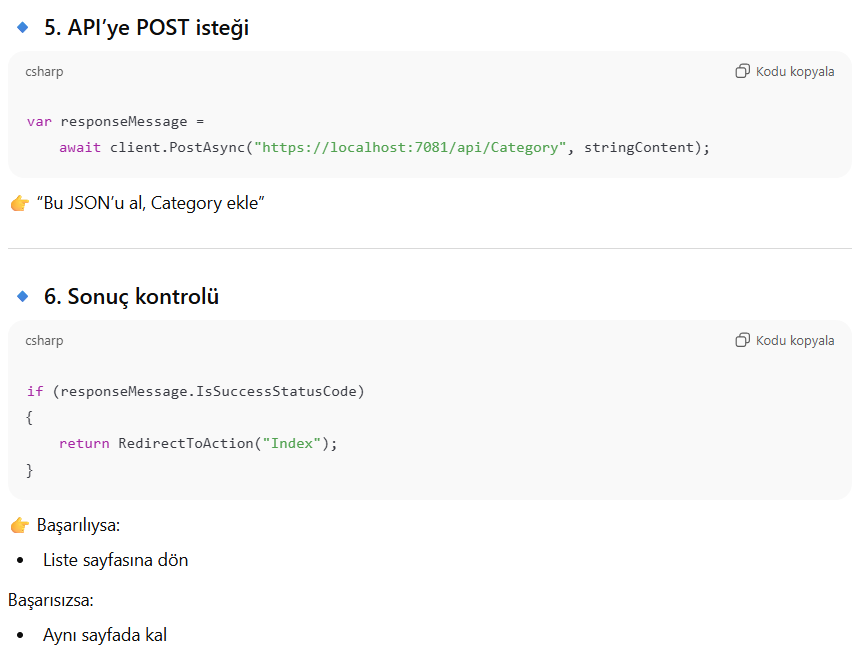 5. API’ye POST isteği
csharp
Kodu kopyala
var responseMessage =
    await client.PostAsync("https://localhost:7081/api/Category", stringContent);
👉 “Bu JSON’u al, Category ekle”
6. Sonuç kontrolü
csharp
Kodu kopyala
if (responseMessage.IsSuccessStatusCode)
{
    return RedirectToAction("Index");
}
👉 Başarılıysa:
• Liste sayfasına dön
Başarısızsa:
• Aynı sayfada kal